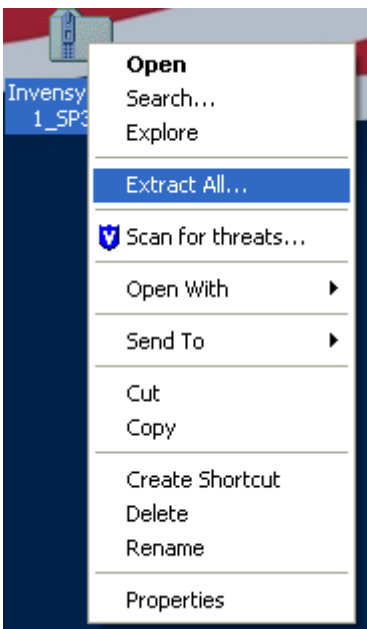 Invensy
1_SP3
Open
Search...
Explore
Extract All...
Scan for threats...
Open With
Send To
Cut
Copy
Create Shortcut
Delete
Rename
Properties